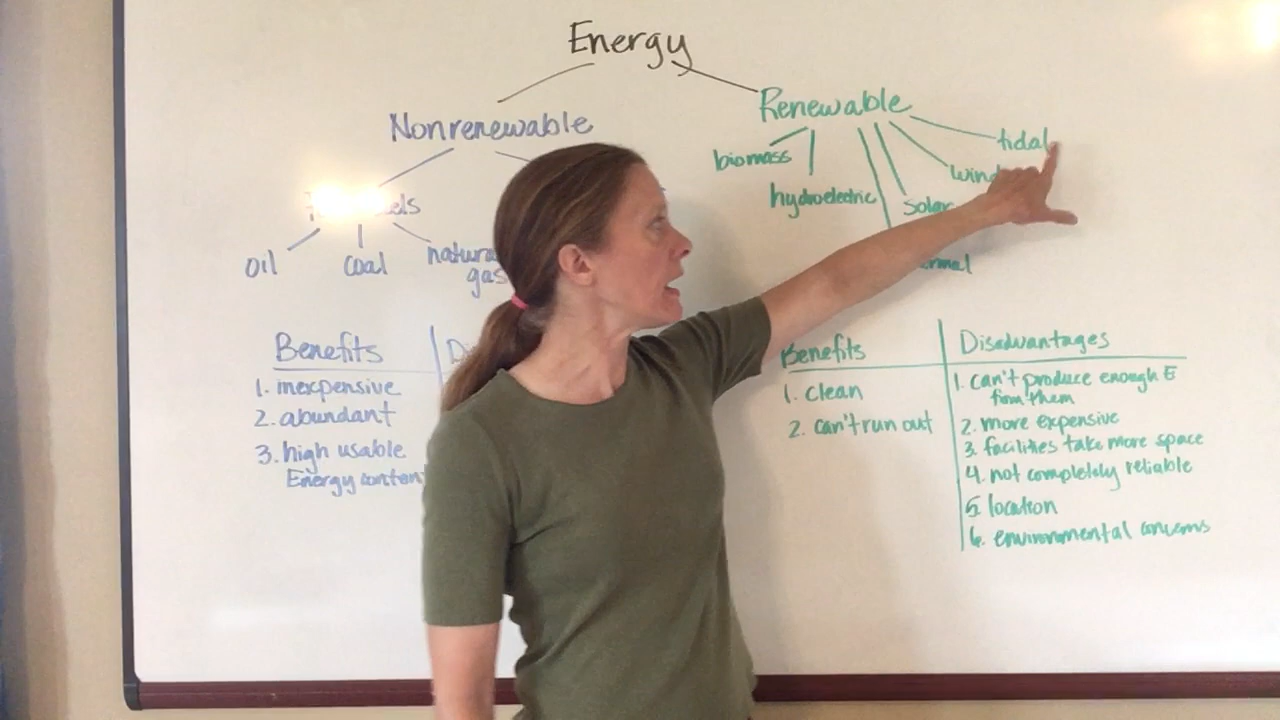 Energy
Nonrenewable
oil
coal
natural
gas
Renewable
biomass
hydroelectric
solar
wind
tidal
Benefits
1. inexpensive
2. abundant
3. high usable
Energy content
Benefits
1. clean
2. can't run out
Disadvantages
1. can't produce enough E
from them
2. more expensive
3. facilities take more space
4. not completely reliable
5. location
6. environmental concerns